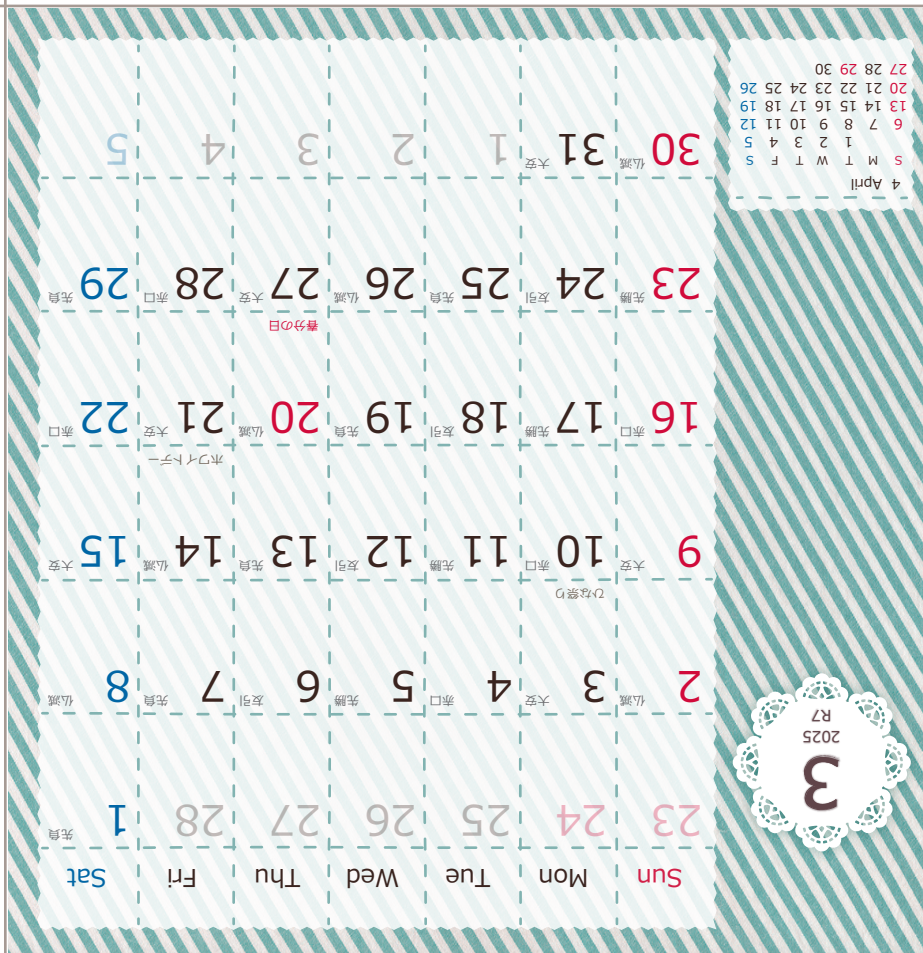 3
2025
R7
Sun Mon Tue Wed Thu Fri Sat
23 24 25 26 27 28 1 先負
2 仏滅 3 大安 4 赤口 5 先勝 6 友引 7 先負 8 仏滅
ひな祭り
9 大安 10 赤口 11 先勝 12 友引 13 先負 14 仏滅 15 大安
ホワイトデー
16 赤口 17 先勝 18 友引 19 先負 20 仏滅 21 大安 22 赤口
春分の日
23 先勝 24 友引 25 先負 26 仏滅 27 大安 28 赤口 29 先負
30 仏滅 31 大安 1 2 3 4 5
4 April
S M T W T F S
1 2 3 4 5
6 7 8 9 10 11 12
13 14 15 16 17 18 19
20 21 22 23 24 25 26
27 28 29 30